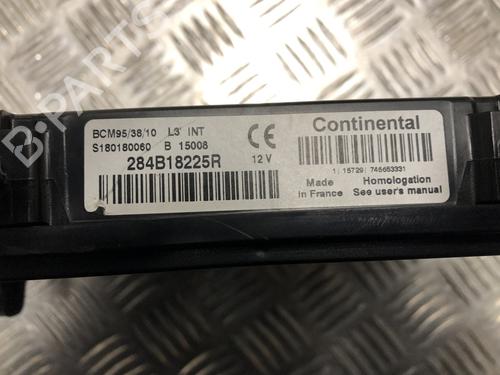 BCM95/38/10 L3 INT
S180180060 B 15008
284B18225R 12 V
CE
Continental
1 | 15729 | 745653331
Made in France
Homologation See user's manual
B-Parts